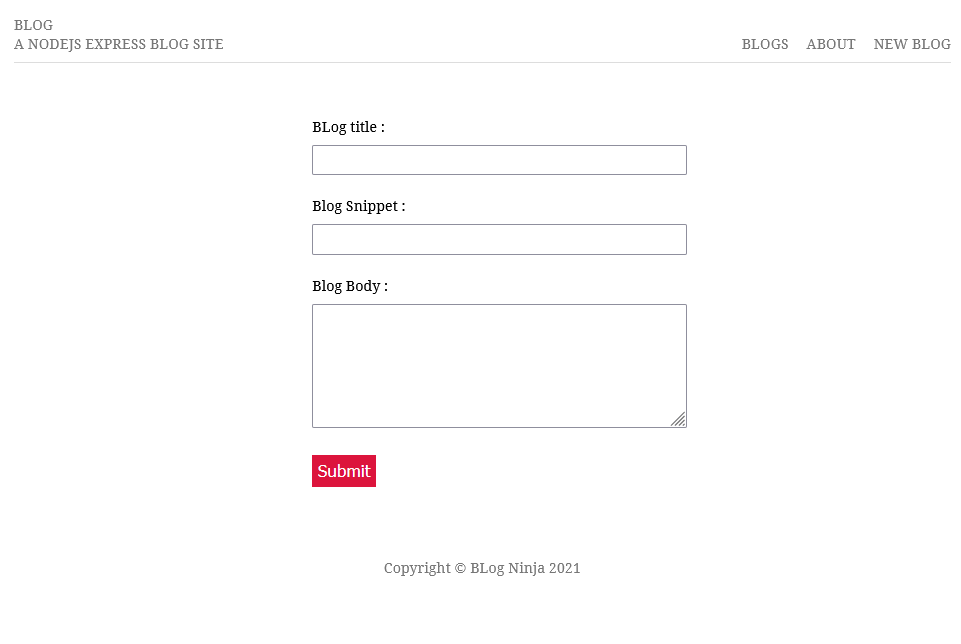 BLOG
A NODEJS EXPRESS BLOG SITE
BLOGS ABOUT NEW BLOG
BLog title :
Blog Snippet :
Blog Body :
Submit
Copyright © BLog Ninja 2021